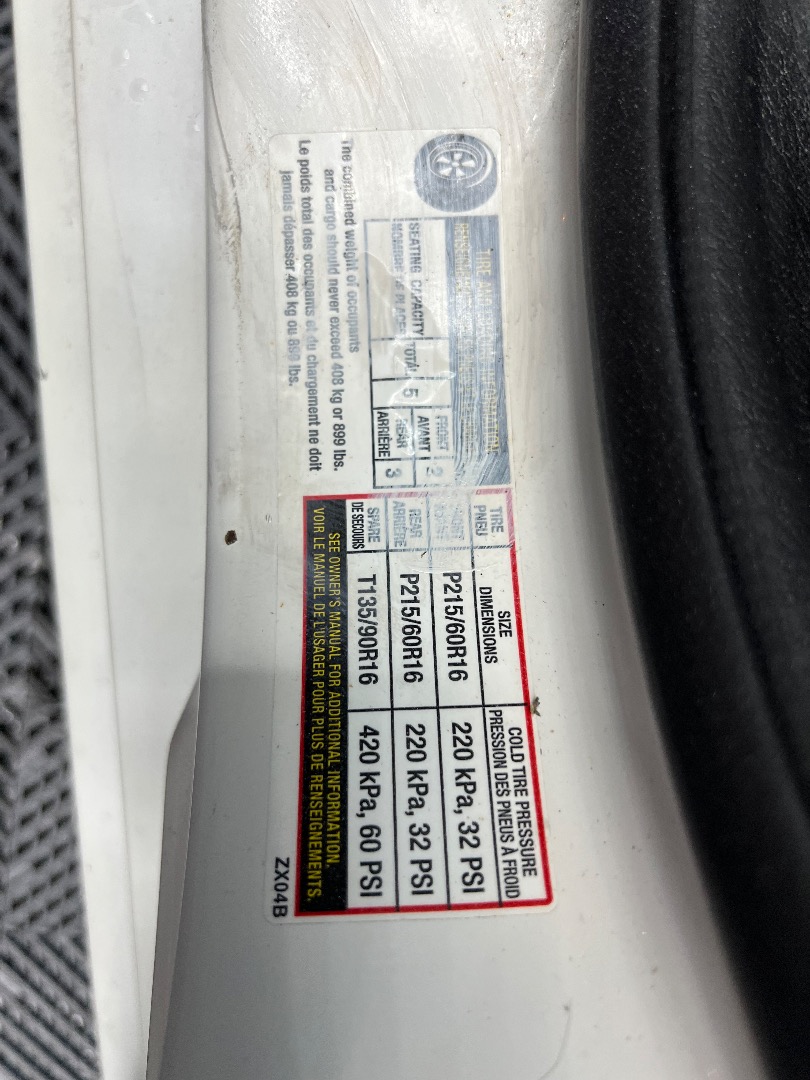 TIRE AND LOADING INFORMATION
SEATING CAPACITY
NOMBRE DE PLACES
TOTAL 5
FRONT
AVANT 2
REAR
ARRIÈRE 3
The combined weight of occupants
and cargo should never exceed 408 kg or 899 lbs.
Le poids total des occupants et du chargement ne doit
jamais dépasser 408 kg ou 899 lbs.
TIRE
PNEU
SIZE
DIMENSIONS
COLD TIRE PRESSURE
PRESSION DES PNEUS À FROID
FRONT
AVANT
P215/60R16
220 kPa, 32 PSI
REAR
ARRIÈRE
P215/60R16
220 kPa, 32 PSI
SPARE
DE SECOURS
T135/90R16
420 kPa, 60 PSI
SEE OWNER'S MANUAL FOR ADDITIONAL INFORMATION.
VOIR LE MANUEL DE L'USAGER POUR PLUS DE RENSEIGNEMENTS.
ZX04B